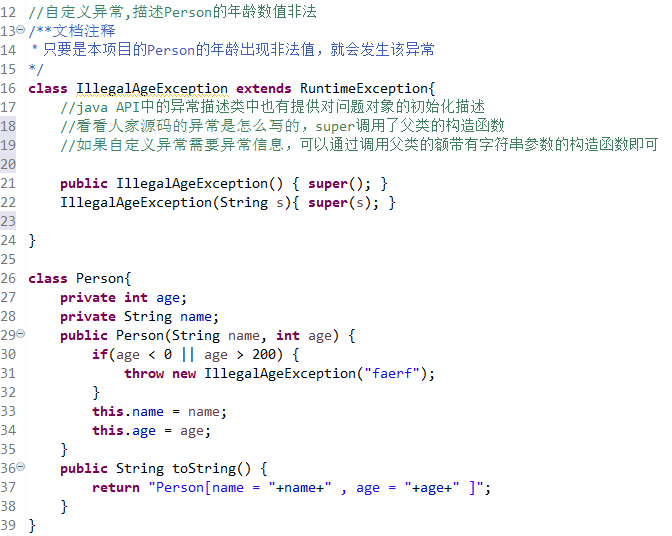 12 //自定义异常,描述Person的年龄数值非法
13 /**文档注释
14  * 只要是本项目的Person的年龄出现非法值，就会发生该异常
15 */
16 class IllegalAgeException extends RuntimeException{
17     //java API中的异常描述类中也有提供对问题对象的初始化描述
18     //看看人家源码的异常是怎么写的，super调用了父类的构造函数
19     //如果自定义异常需要异常信息，可以通过调用父类的额带有字符串参数的构造函数即可
20
21     public IllegalAgeException() { super(); }
22     IllegalAgeException(String s){ super(s); }
23
24 }
25
26 class Person{
27     private int age;
28     private String name;
29     public Person(String name, int age) {
30         if(age < 0 || age > 200) {
31             throw new IllegalAgeException("faerf");
32         }
33         this.name = name;
34         this.age = age;
35     }
36     public String toString() {
37         return "Person[name = "+name+" , age = "+age+" ]";
38     }
39 }